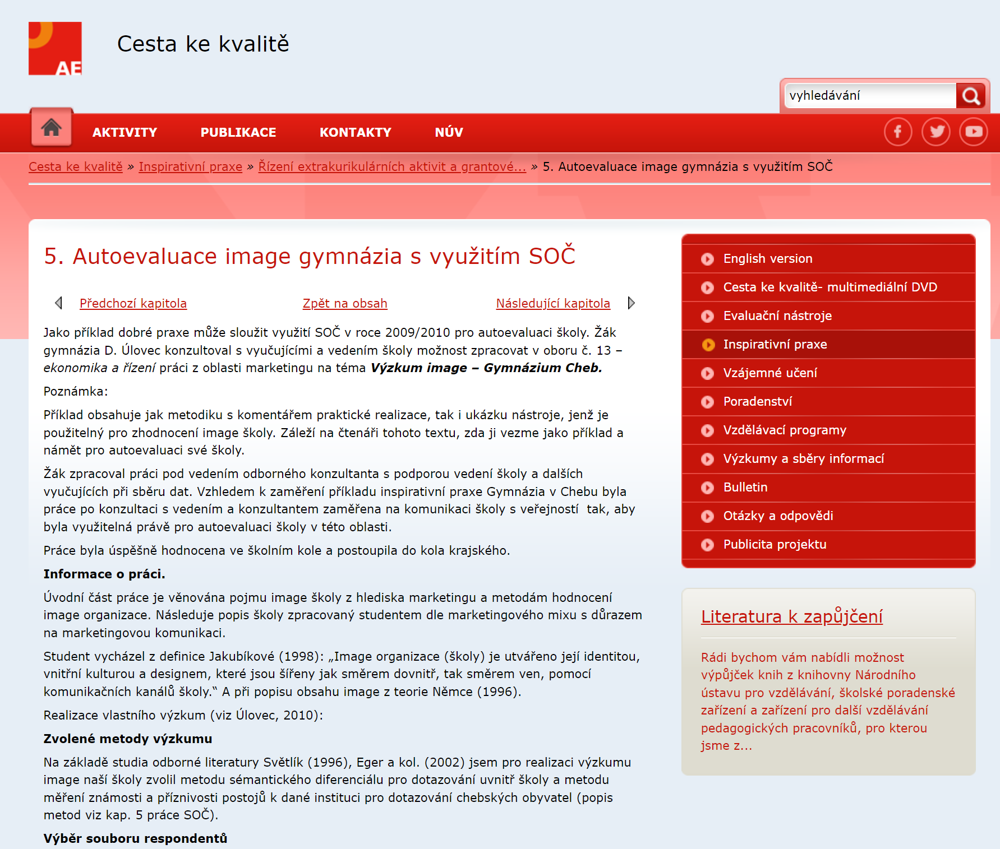 AE
Cesta ke kvalitě
vyhledávání
AKTIVITY PUBLIKACE KONTAKTY NÚV
Cesta ke kvalitě » Inspirativní praxe » Řízení extrakurikulárních aktivit a grantové... » 5. Autoevaluace image gymnázia s využitím SOČ
5. Autoevaluace image gymnázia s využitím SOČ
Předchozí kapitola Zpět na obsah Následující kapitola
Jako příklad dobré praxe může sloužit využití SOČ v roce 2009/2010 pro autoevaluaci školy. Žák
gymnázia D. Úlovec konzultoval s vyučujícími a vedením školy možnost zpracovat v oboru č. 13 –
ekonomika a řízení práci z oblasti marketingu na téma Výzkum image – Gymnázium Cheb.
Poznámka:
Příklad obsahuje jak metodiku s komentářem praktické realizace, tak i ukázku nástroje, jenž je
použitelný pro zhodnocení image školy. Záleží na čtenáři tohoto textu, zda ji vezme jako příklad a
námět pro autoevaluaci své školy.
Žák zpracoval práci pod vedením odborného konzultanta s podporou vedení školy a dalších
vyučujících při sběru dat. Vzhledem k zaměření příkladu inspirativní praxe Gymnázia v Chebu byla
práce po konzultaci s vedením a konzultantem zaměřena na komunikaci školy s veřejností  tak, aby
byla využitelná právě pro autoevaluaci školy v této oblasti.
Práce byla úspěšně hodnocena ve školním kole a postoupila do kola krajského.
Informace o práci.
Úvodní část práce je věnována pojmu image školy z hlediska marketingu a metodám hodnocení
image organizace. Následuje popis školy zpracovaný studentem dle marketingového mixu s důrazem
na marketingovou komunikaci.
Student vycházel z definice Jakubíkové (1998): „Image organizace (školy) je utvářeno její identitou,
vnitřní kulturou a designem, které jsou šířeny jak směrem dovnitř, tak směrem ven, pomocí
komunikačních kanálů školy.“ A při popisu obsahu image z teorie Němce (1996).
Realizace vlastního výzkum (viz Úlovec, 2010):
Zvolené metody výzkumu
Na základě studia odborné literatury Světlík (1996), Eger a kol. (2002) jsem pro realizaci výzkumu
image naší školy zvolil metodu sémantického diferenciálu pro dotazování uvnitř školy a metodu
měření známosti a příznivosti postojů k dané instituci pro dotazování chebských obyvatel (popis
metod viz kap. 5 práce SOČ).
Výběr souboru respondentů
English version
Cesta ke kvalitě- multimediální DVD
Evaluační nástroje
Inspirativní praxe
Vzájemné učení
Poradenství
Vzdělávací programy
Výzkumy a sběry informací
Bulletin
Otázky a odpovědi
Publicita projektu
Literatura k zapůjčení
Rádi bychom vám nabídli možnost
výpůjček knih z knihovny Národního
ústavu pro vzdělávání, školské poradenské
zařízení a zařízení pro další vzdělávání
pedagogických pracovníků, pro kterou
jsme z...